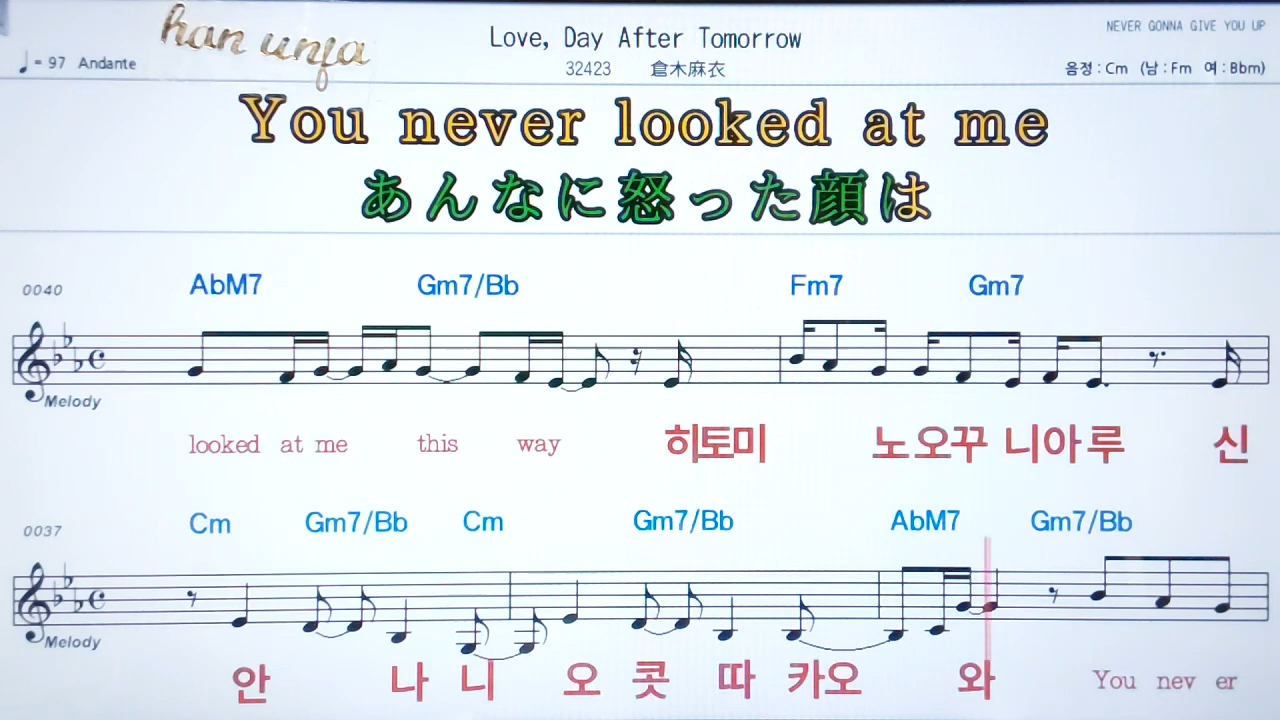 han unfa
Love, Day After Tomorrow
NEVER GONNA GIVE YOU UP
♩= 97 Andante
32423 倉木麻衣
음정 : Cm (남 : Fm 여 : Bbm)
You never looked at me
あんなに怒った顔は
AbM7 Gm7/Bb Fm7 Gm7
0040
Melody
looked at me this way 히토미 노오꾸 니아루 신
Cm Gm7/Bb Cm Gm7/Bb AbM7 Gm7/Bb
0037
Melody
안 나 니 오 콧 따 카오 와 You nev er